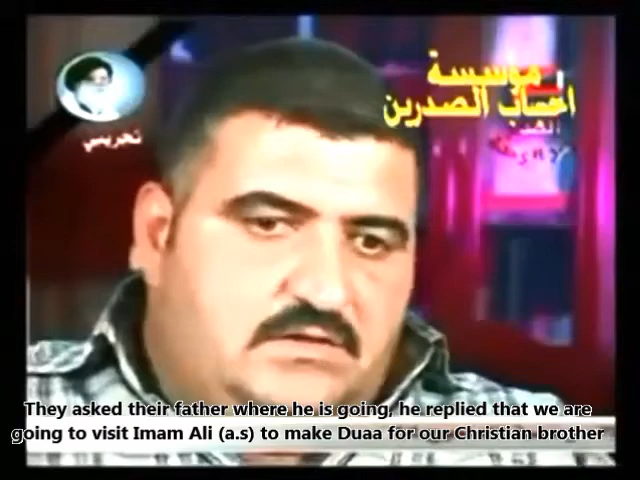 مؤسسة
احباب الصدرين
They asked their father where he is going, he replied that we are
going to visit Imam Ali (a.s) to make Duaa for our Christian brother